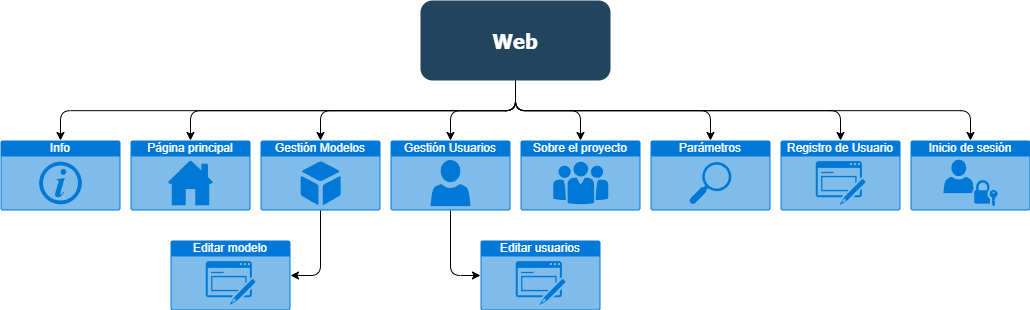 Web
Info
Página principal
Gestión Modelos
Gestión Usuarios
Sobre el proyecto
Parámetros
Registro de Usuario
Inicio de sesión
Editar modelo
Editar usuarios